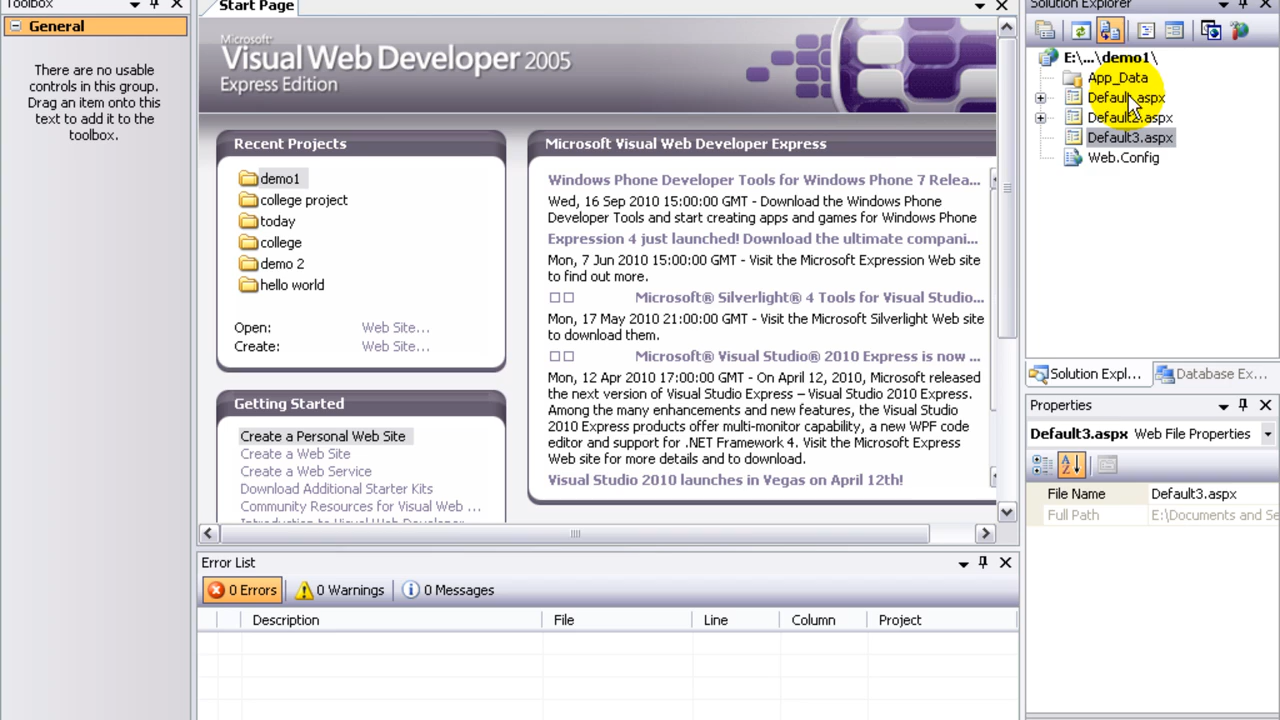 Toolbox
General
There are no usable
controls in this group.
Drag an item onto this
text to add it to the
toolbox.
Start Page
Microsoft®
Visual Web Developer 2005
Express Edition
Recent Projects
demo1
college project
today
college
demo 2
hello world
Open: Web Site...
Create: Web Site...
Getting Started
Create a Personal Web Site
Create a Web Site
Create a Web Service
Download Additional Starter Kits
Community Resources for Visual Web ...
Introduction to Visual Web Developer
Microsoft Visual Web Developer Express
Windows Phone Developer Tools for Windows Phone 7 Relea...
Wed, 16 Sep 2010 15:00:00 GMT - Download the Windows Phone
Developer Tools and start creating apps and games for Windows Phone
Expression 4 just launched! Download the ultimate compani...
Mon, 7 Jun 2010 15:00:00 GMT - Visit the Microsoft Expression Web site
to find out more.
Microsoft® Silverlight® 4 Tools for Visual Studio...
Mon, 17 May 2010 21:00:00 GMT - Visit the Microsoft Silverlight Web site
to download them.
Microsoft® Visual Studio® 2010 Express is now ...
Mon, 12 Apr 2010 17:00:00 GMT - On April 12, 2010, Microsoft released
the next version of Visual Studio Express – Visual Studio 2010 Express.
Among the many enhancements and new features, the Visual Studio
2010 Express products offer multi-monitor capability, a new WPF code
editor and support for .NET Framework 4. Visit the Microsoft Express
Web site for more details and to download.
Visual Studio 2010 launches in Vegas on April 12th!
Error List
0 Errors
0 Warnings
0 Messages
Description File Line Column Project
Solution Explorer
E:\...\demo1\
App_Data
Default.aspx
Default2.aspx
Default3.aspx
Web.Config
Solution Expl...
Database Ex...
Properties
Default3.aspx Web File Properties
File Name Default3.aspx
Full Path E:\Documents and Se